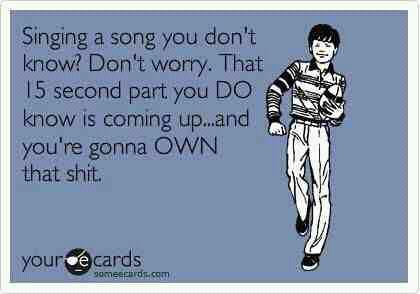 Singing a song you don't
know? Don't worry. That
15 second part you DO
know is coming up...and
you're gonna OWN
that shit.
your e cards
someecards.com